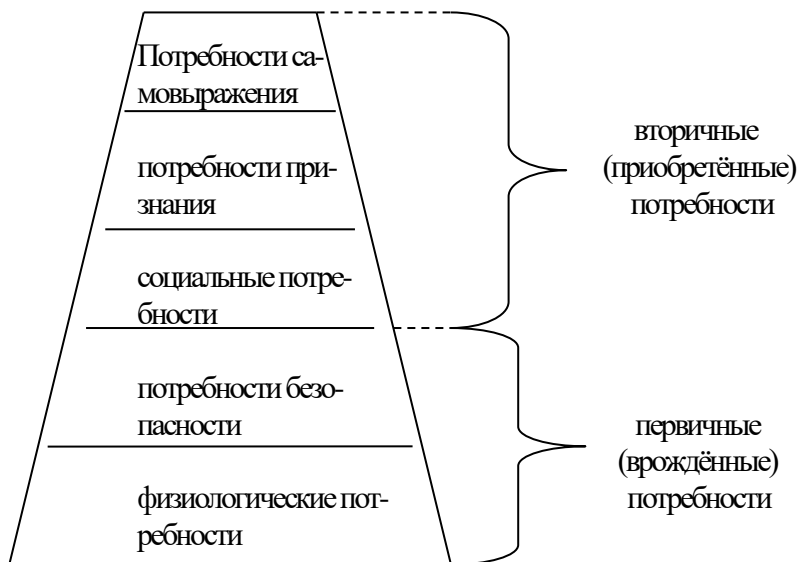 Потребности са-
мовыражения
потребности при-
знания
социальные потре-
бности
потребности безо-
пасности
физиологические пот-
ребности
вторичные
(приобретённые)
потребности
первичные
(врождённые)
потребности